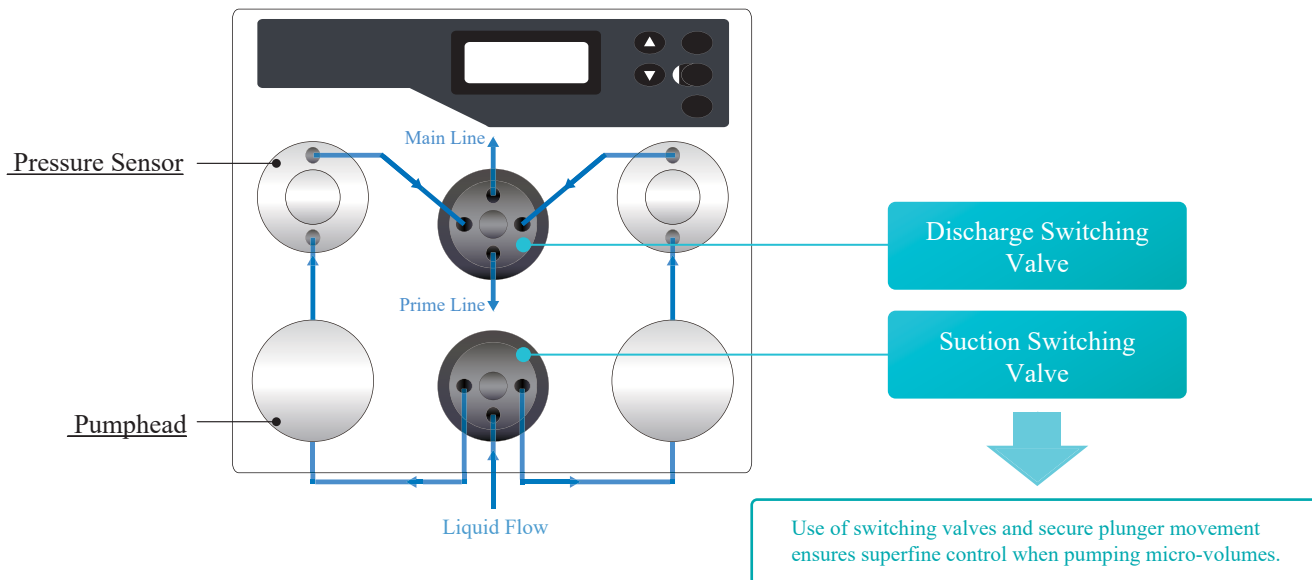 Main Line
Pressure Sensor
Discharge Switching
Valve
Prime Line
Suction Switching
Valve
Pumphead
Liquid Flow
Use of switching valves and secure plunger movement
ensures superfine control when pumping micro-volumes.